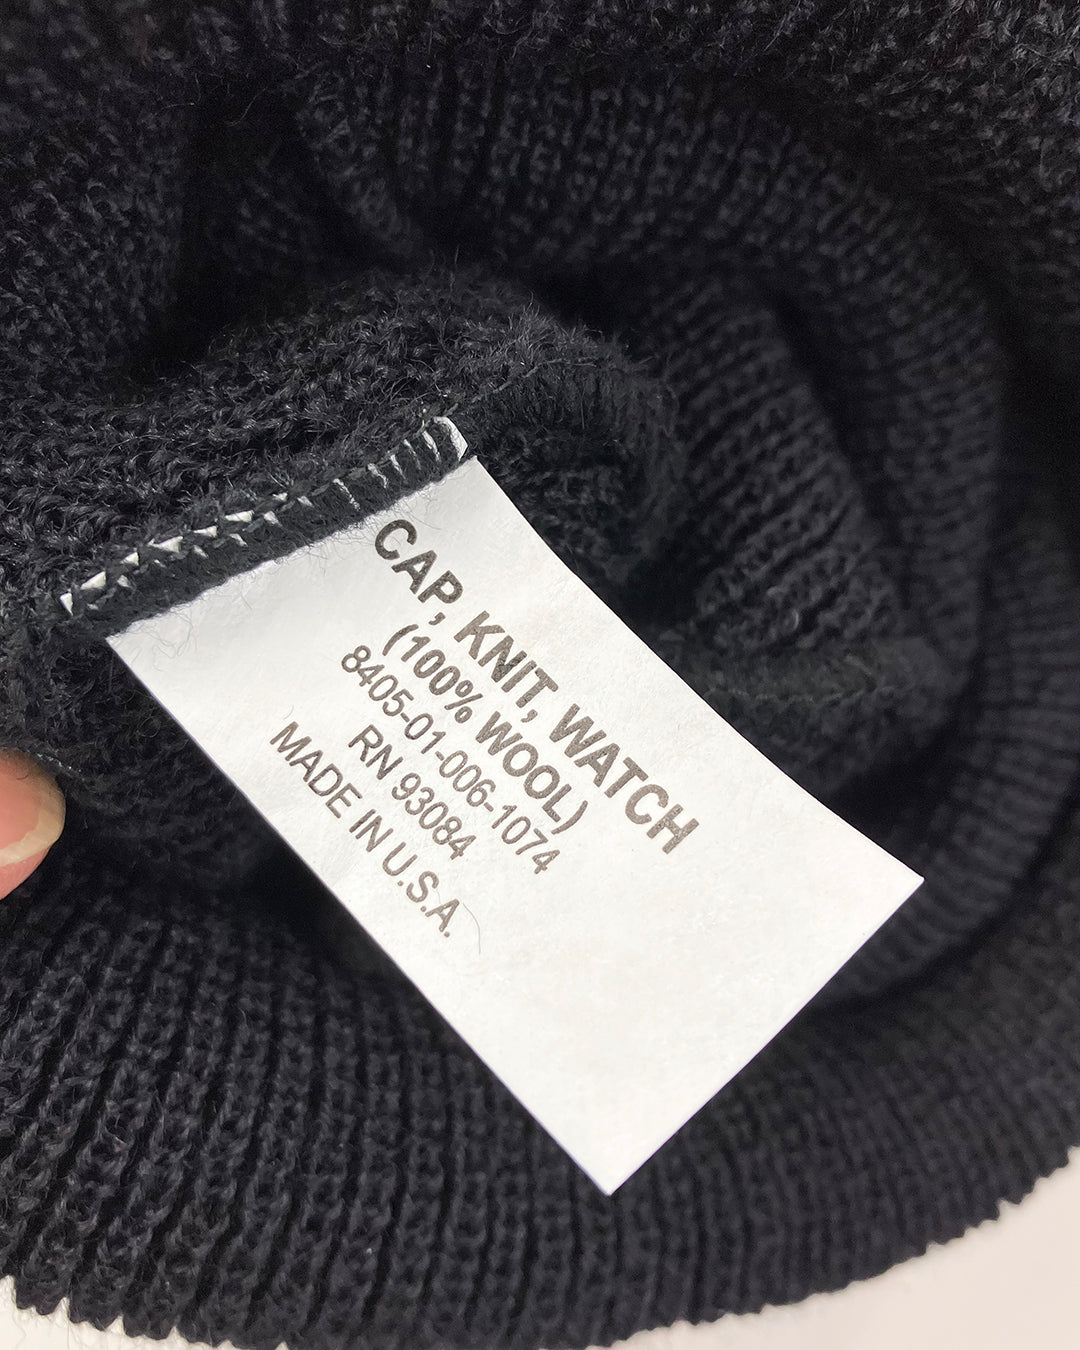 CAP, KNIT, WATCH
(100% WOOL)
8405-01-006-1074
RN 93084
MADE IN U.S.A.